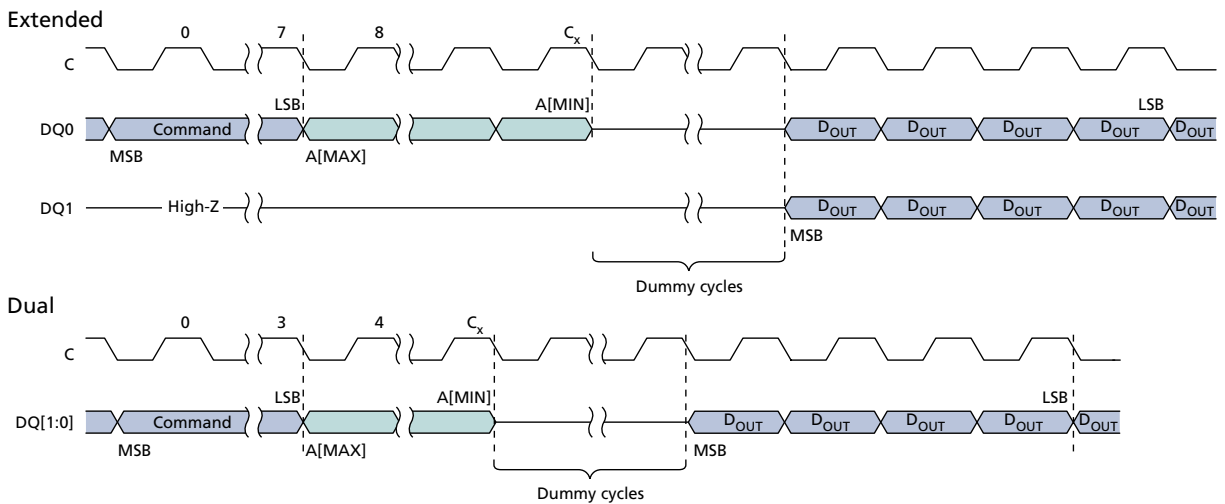 Extended
0 7 8 Cx
C
LSB A[MIN] LSB
DQ0 Command DOUT DOUT DOUT DOUT DOUT
MSB A[MAX]
DQ1 High-Z DOUT DOUT DOUT DOUT DOUT
MSB
Dummy cycles
Dual
0 3 4 Cx
C
LSB A[MIN] LSB
DQ[1:0] Command DOUT DOUT DOUT DOUT DOUT
MSB A[MAX] MSB
Dummy cycles